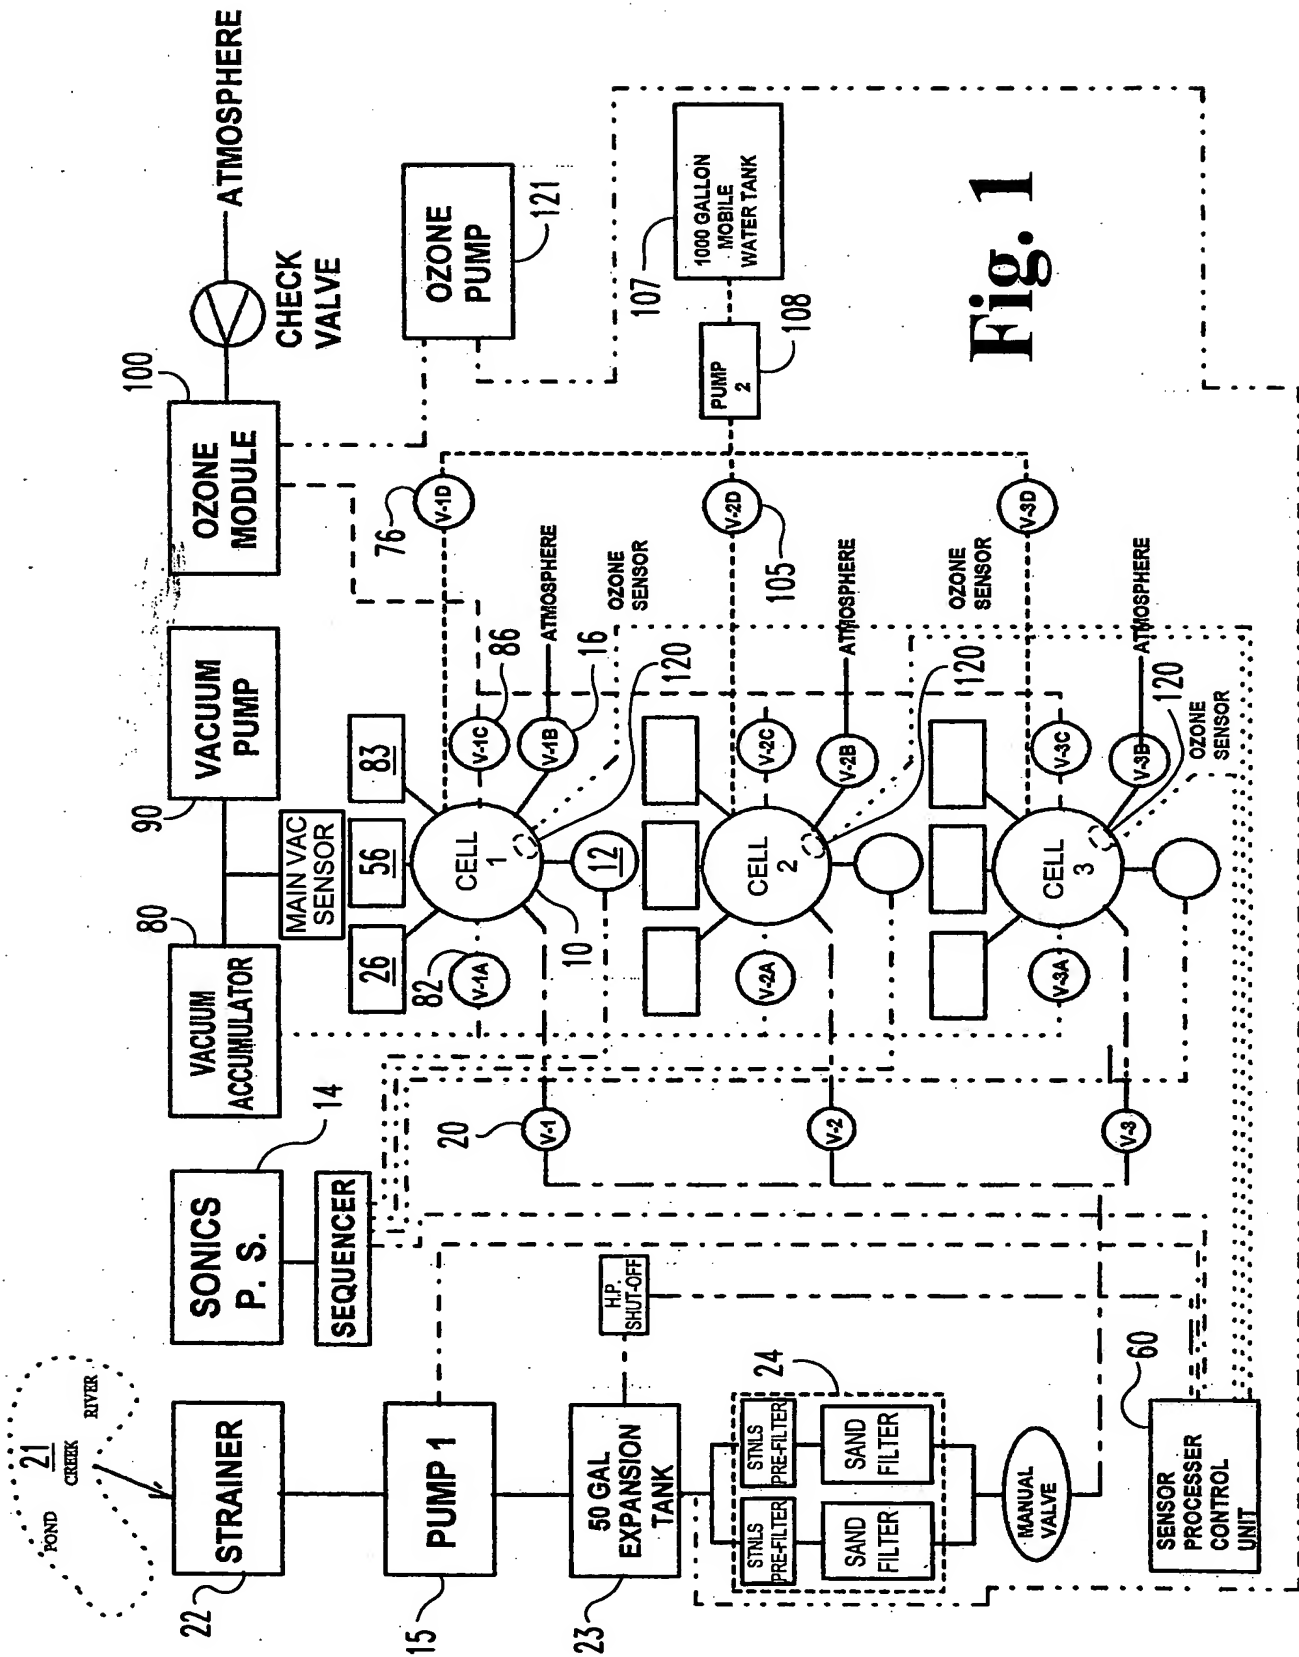 21
POND
CREEK
RIVER
STRAINER
22
PUMP 1
15
50 GAL
EXPANSION
TANK
23
H.P.
SHUT-OFF
STNLS
PRE-FILTER
STNLS
PRE-FILTER
SAND
FILTER
SAND
FILTER
24
MANUAL
VALVE
SENSOR
PROCESSER
CONTROL
UNIT
60
SONICS
P. S.
14
SEQUENCER
VACUUM
ACCUMULATOR
80
VACUUM
PUMP
90
MAIN VAC
SENSOR
OZONE
MODULE
100
CHECK
VALVE
ATMOSPHERE
OZONE
PUMP
121
26
56
83
CELL
1
10
12
V-1A
82
V-1C
86
V-1B
16
ATMOSPHERE
OZONE
SENSOR
120
V-1D
76
V-1
20
CELL
2
V-2A
V-2C
V-2B
ATMOSPHERE
OZONE
SENSOR
120
V-2D
105
V-2
CELL
3
V-3A
V-3C
V-3B
ATMOSPHERE
120
OZONE
SENSOR
V-3D
V-3
PUMP
2
108
1000 GALLON
MOBILE
WATER TANK
107
Fig. 1